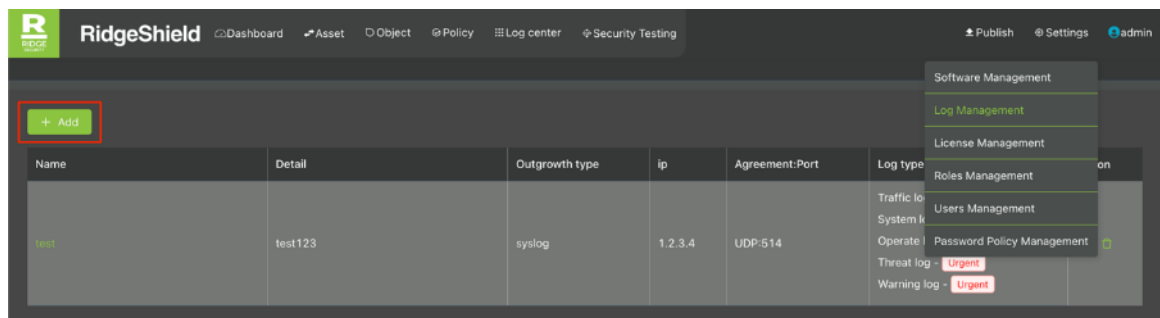 R
RIDGE
SECURITY
RidgeShield Dashboard Asset Object Policy Log center Security Testing Publish Settings admin
Software Management
Log Management
License Management
Roles Management
Users Management
Password Policy Management
+ Add
Name Detail Outgrowth type ip Agreement:Port Log type on
test test123 syslog 1.2.3.4 UDP:514
Traffic lo
System l
Operate
Threat log - Urgent
Warning log - Urgent